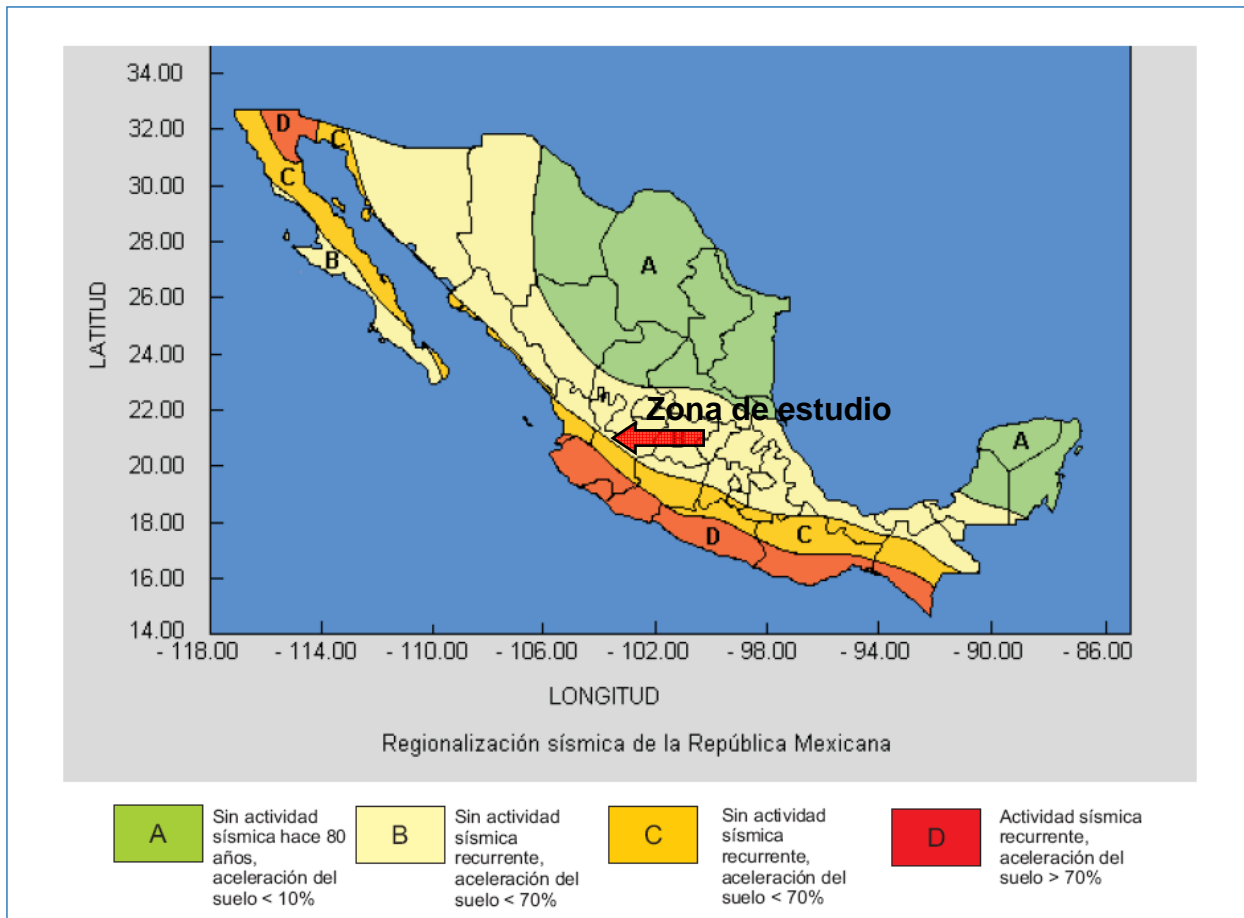 34.00
32.00
30.00
28.00
26.00
24.00
22.00
20.00
18.00
16.00
14.00
LATITUD
D
C
C
B
A
Zona de estudio
A
D
C
- 118.00 - 114.00 - 110.00 - 106.00 - 102.00 - 98.00 - 94.00 - 90.00 - 86.00
LONGITUD
Regionalización sísmica de la República Mexicana
A
Sin actividad
sísmica hace 80
años,
aceleración del
suelo < 10%
B
Sin actividad
sísmica
recurrente,
aceleración del
suelo < 70%
C
Sin actividad
sísmica
recurrente,
aceleración del
suelo < 70%
D
Actividad sísmica
recurrente,
aceleración del
suelo > 70%